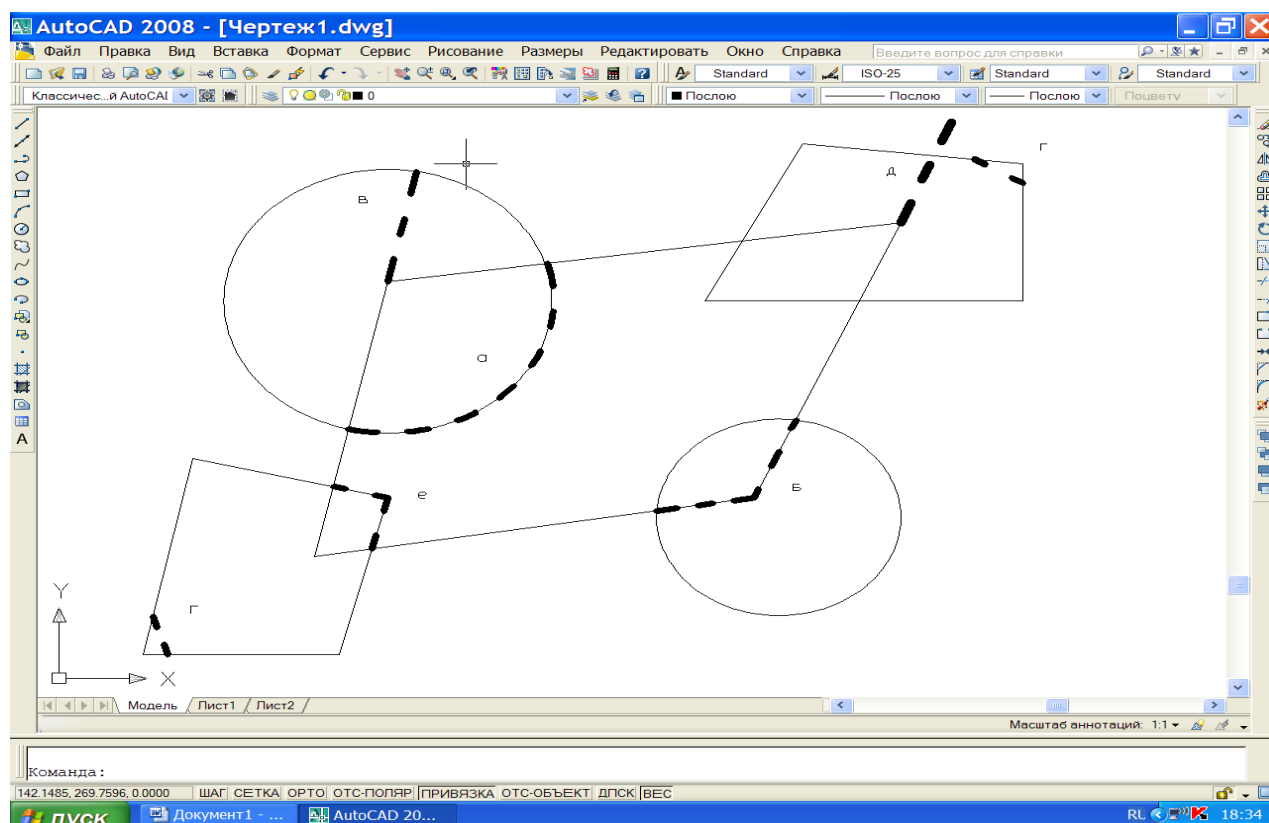 AutoCAD 2008 - [Чертеж1.dwg]
Файл Правка Вид Вставка Формат Сервис Рисование Размеры Редактировать Окно Справка Введите вопрос для справки
Standard ISO-25 Standard Standard
Классичес...й AutoCAI 0 Послою Послою Послою Поцвету
г
д
в
а
е
Б
г
Y
X
A
Модель Лист1 Лист2
Масштаб аннотаций: 1:1
Команда:
142.1485, 269.7596, 0.0000 ШАГ СЕТКА ОРТО ОТС-ПОЛЯР ПРИВЯЗКА ОТС-ОБЪЕКТ ДПСК ВЕС
пуск Документ1 - ... AutoCAD 20... RU 18:34